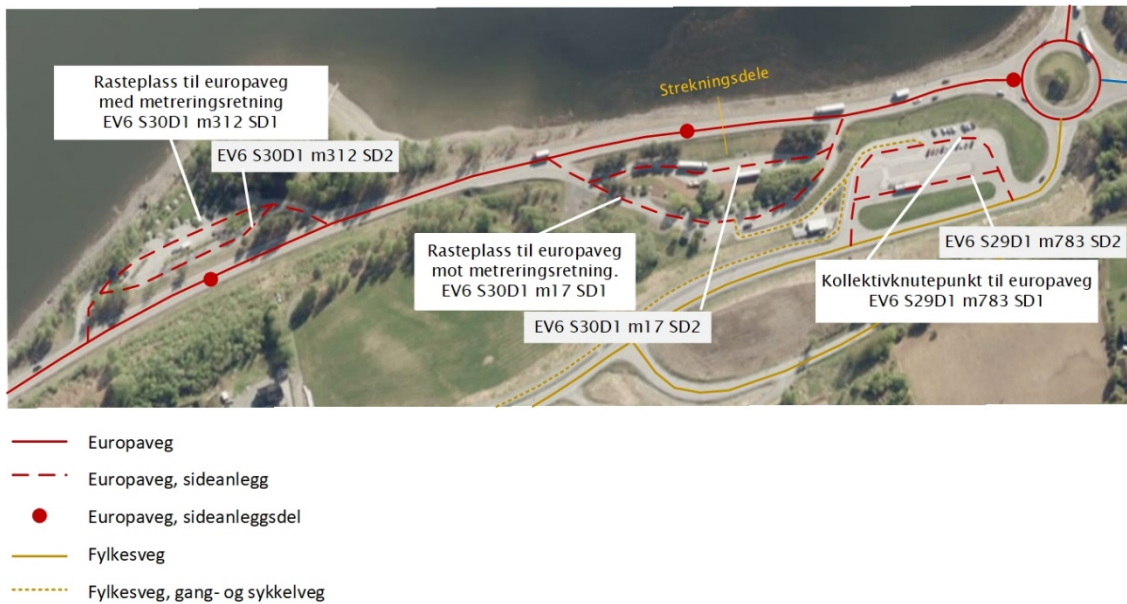 Rasteplass til europaveg
med metreringsretning
EV6 S30D1 m312 SD1
EV6 S30D1 m312 SD2
Strekningsdele
Rasteplass til europaveg
mot metreringsretning.
EV6 S30D1 m17 SD1
EV6 S30D1 m17 SD2
EV6 S29D1 m783 SD2
Kollektivknutepunkt til europaveg
EV6 S29D1 m783 SD1
Europaveg
Europaveg, sideanlegg
Europaveg, sideanleggsdel
Fylkesveg
Fylkesveg, gang- og sykkelveg